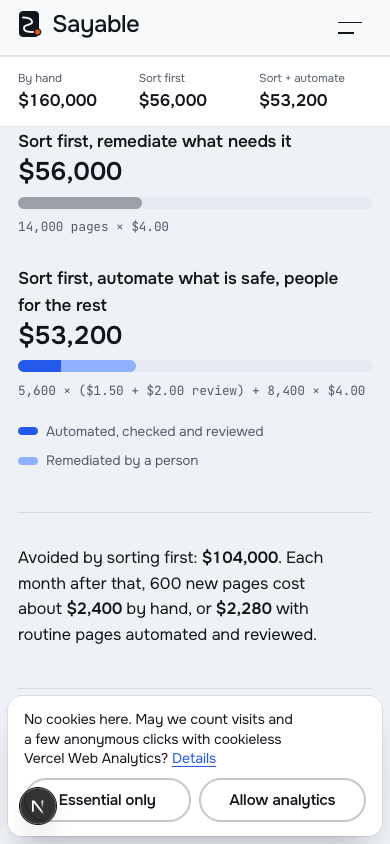 Sayable
By hand
Sort first
Sort + automate
$160,000
$56,000
$53,200
Sort first, remediate what needs it
$56,000
14,000 pages × $4.00
Sort first, automate what is safe, people
for the rest
$53,200
5,600 × ($1.50 + $2.00 review) + 8,400 × $4.00
Automated, checked and reviewed
Remediated by a person
Avoided by sorting first: $104,000. Each
month after that, 600 new pages cost
about $2,400 by hand, or $2,280 with
routine pages automated and reviewed.
No cookies here. May we count visits and
a few anonymous clicks with cookieless
Vercel Web Analytics? Details
N
Essential only
Allow analytics